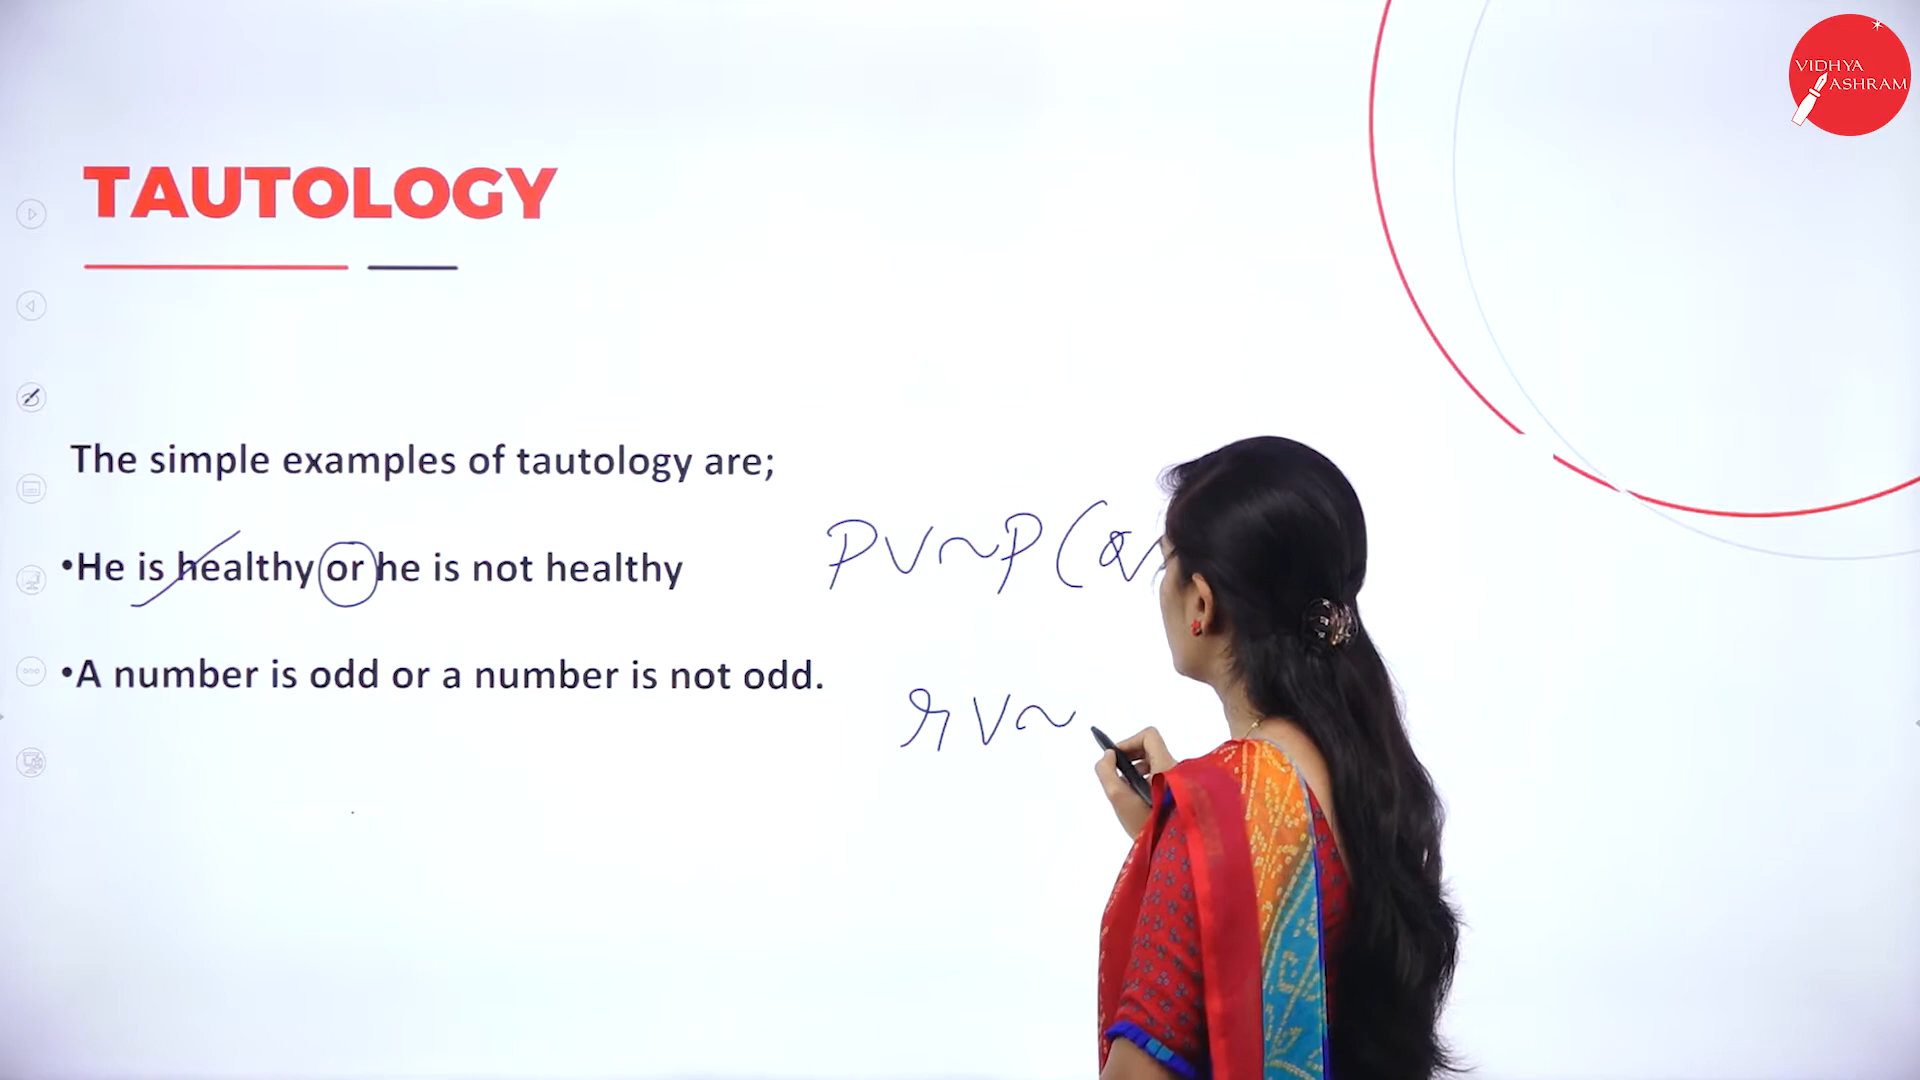 VIDHYA
ASHRAM
TAUTOLOGY
The simple examples of tautology are;
•He is healthy or he is not healthy
P V ~ P (
•A number is odd or a number is not odd.
r V ~